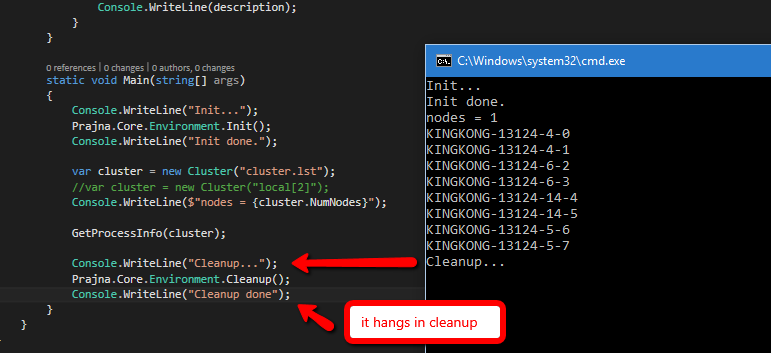 Console.WriteLine(description);
}
}
0 references | 0 changes | 0 authors, 0 changes
static void Main(string[] args)
{
Console.WriteLine("Init...");
Prajna.Core.Environment.Init();
Console.WriteLine("Init done.");
var cluster = new Cluster("cluster.lst");
//var cluster = new Cluster("local[2]");
Console.WriteLine($"nodes = {cluster.NumNodes}");
GetProcessInfo(cluster);
Console.WriteLine("Cleanup...");
Prajna.Core.Environment.Cleanup();
Console.WriteLine("Cleanup done");
}
}
C:\Windows\system32\cmd.exe
Init...
Init done.
nodes = 1
KINGKONG-13124-4-0
KINGKONG-13124-4-1
KINGKONG-13124-6-2
KINGKONG-13124-6-3
KINGKONG-13124-14-4
KINGKONG-13124-14-5
KINGKONG-13124-5-6
KINGKONG-13124-5-7
Cleanup...
it hangs in cleanup